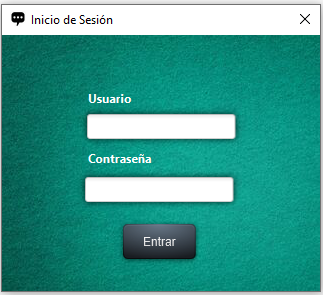 Inicio de Sesión
Usuario
Contraseña
Entrar